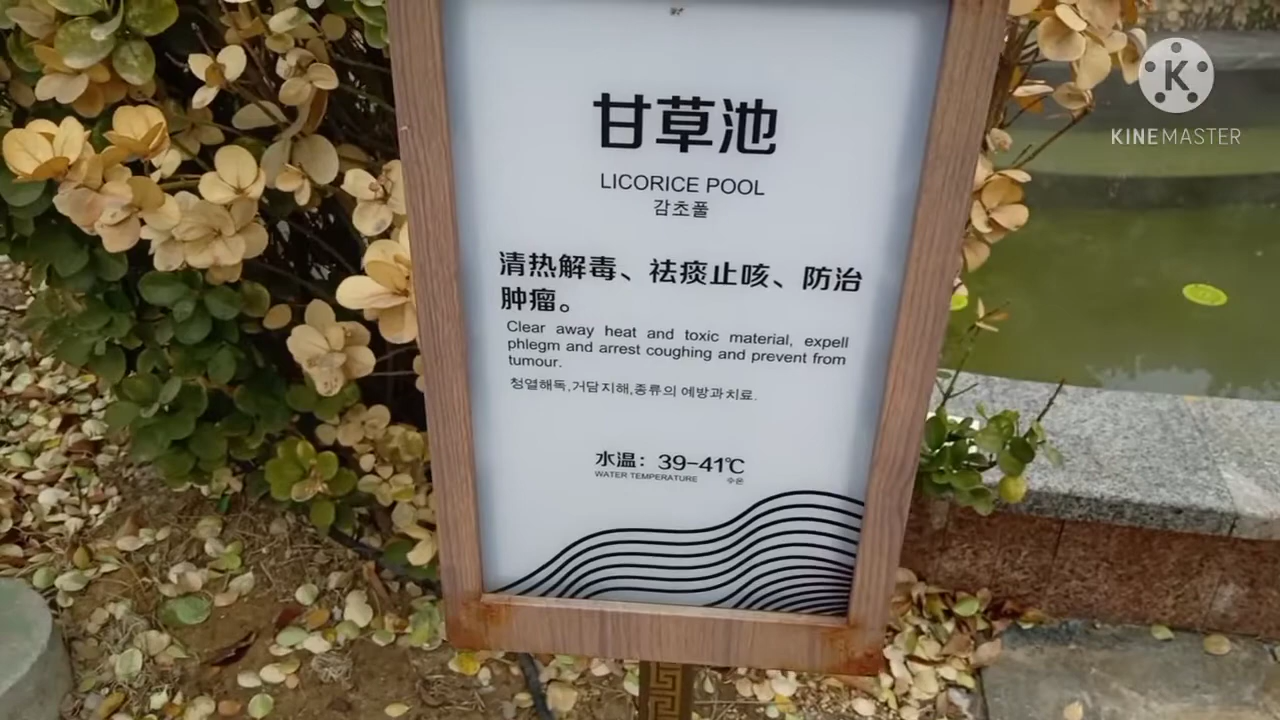 甘草池
LICORICE POOL
감초풀
清热解毒、祛痰止咳、防治
肿瘤。
Clear away heat and toxic material, expell
phlegm and arrest coughing and prevent from
tumour.
청열해독,거담지해,종류의 예방과치료.
水温：39-41℃
WATER TEMPERATURE 수온
K
KINEMASTER